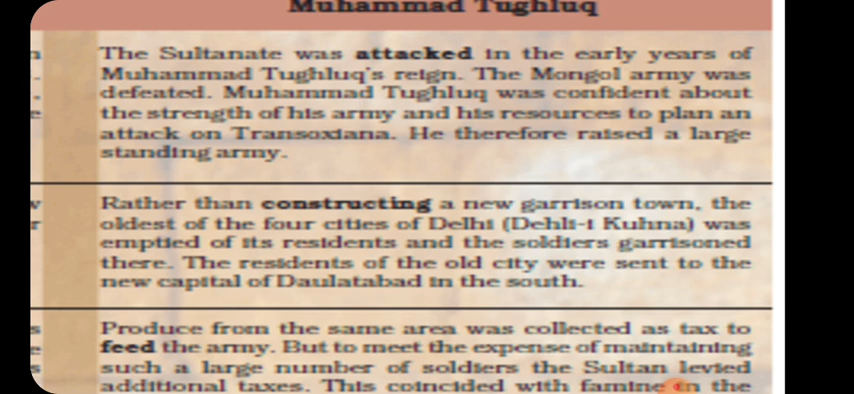 Muhammad Tughluq
The Sultanate was attacked in the early years of
Muhammad Tughluq's reign. The Mongol army was
defeated. Muhammad Tughluq was confident about
the strength of his army and his resources to plan an
attack on Transoxiana. He therefore raised a large
standing army.
Rather than constructing a new garrison town, the
oldest of the four cities of Delhi (Dehli-i Kuhna) was
emptied of its residents and the soldiers garrisoned
there. The residents of the old city were sent to the
new capital of Daulatabad in the south.
Produce from the same area was collected as tax to
feed the army. But to meet the expense of maintaining
such a large number of soldiers the Sultan levied
additional taxes. This coincided with famine in the